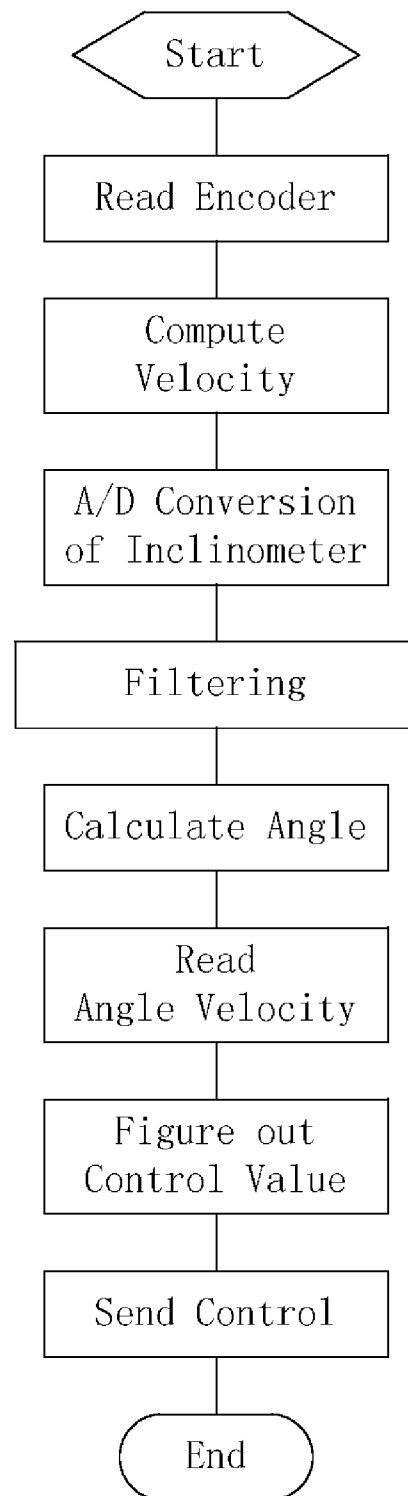 Start
Read Encoder
Compute
Velocity
A/D Conversion
of Inclinometer
Filtering
Calculate Angle
Read
Angle Velocity
Figure out
Control Value
Send Control
End